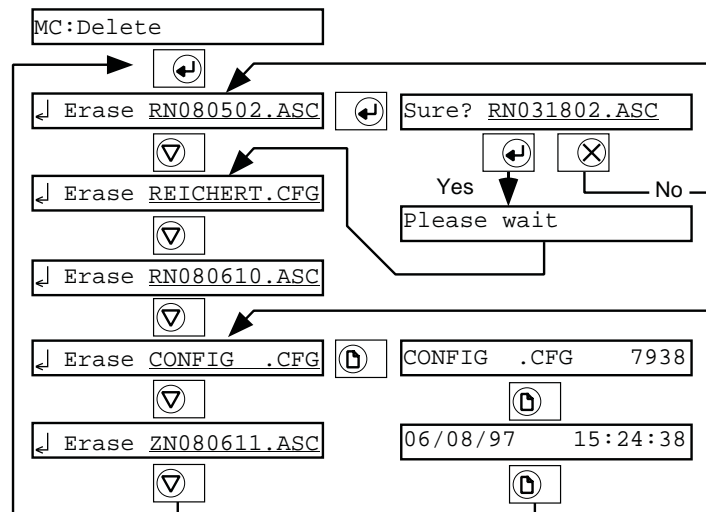 MC:Delete
↲ Erase RN080502.ASC
Sure? RN031802.ASC
Yes
No
↲ Erase REICHERT.CFG
Please wait
↲ Erase RN080610.ASC
↲ Erase CONFIG  .CFG
CONFIG  .CFG    7938
↲ Erase ZN080611.ASC
06/08/97    15:24:38